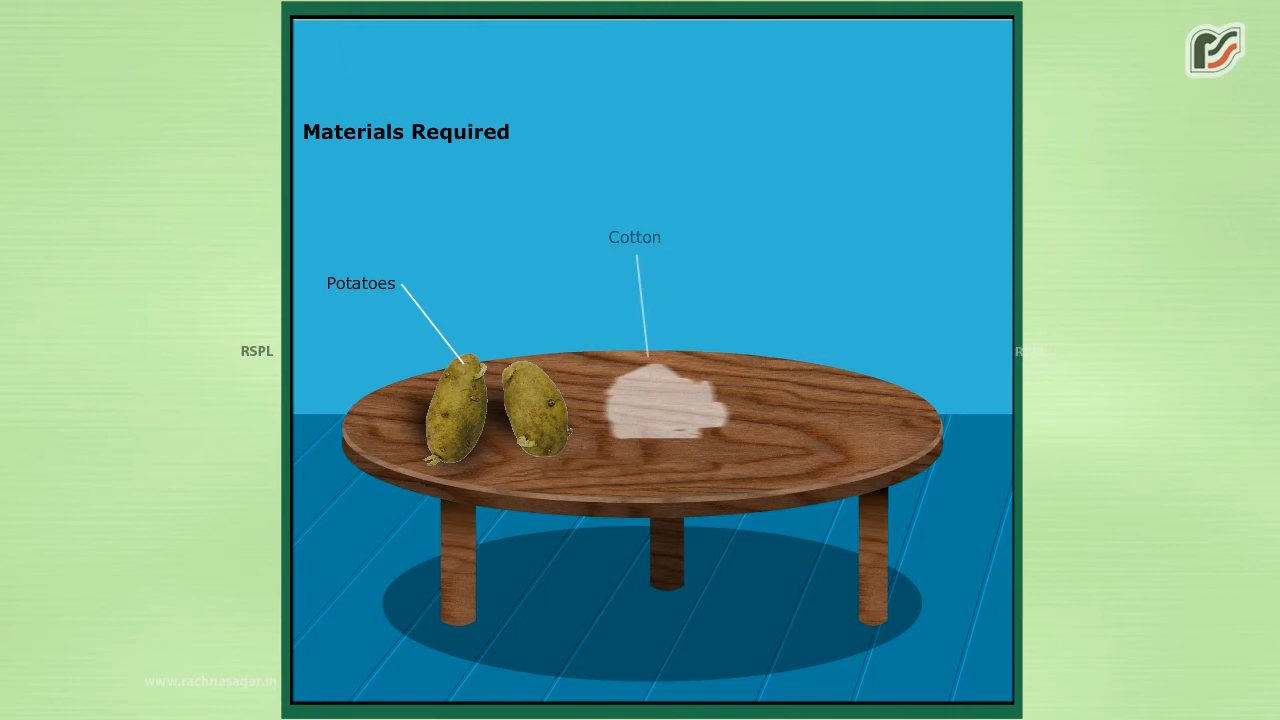 Materials Required
Cotton
Potatoes
RSPL
www.rachnasagar.in